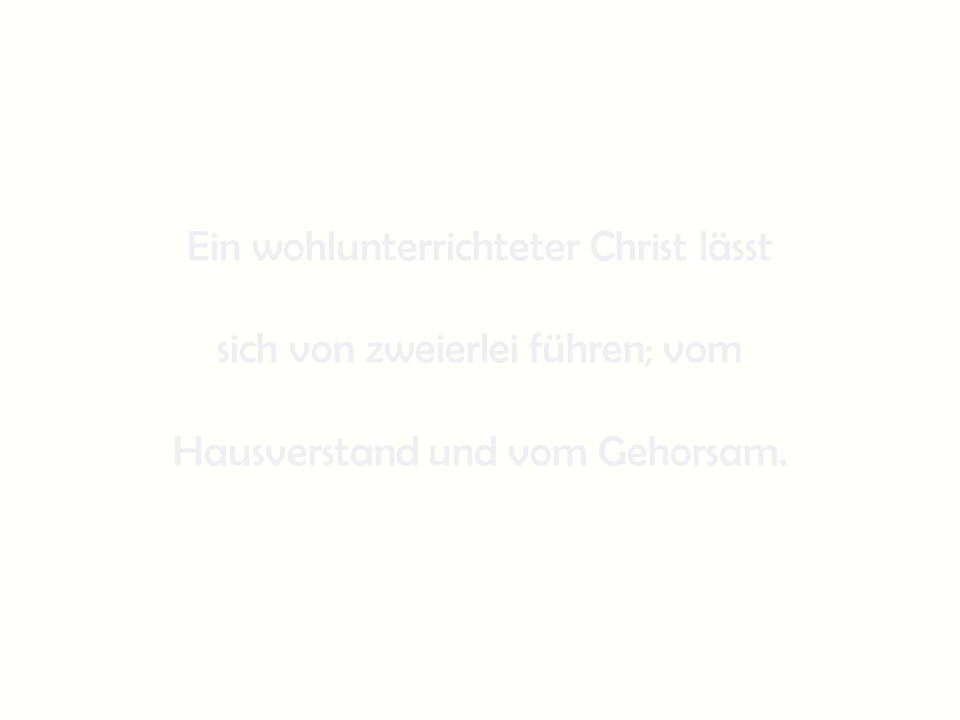 Ein wohlunterrichteter Christ lässt
sich von zweierlei führen; vom
Hausverstand und vom Gehorsam.